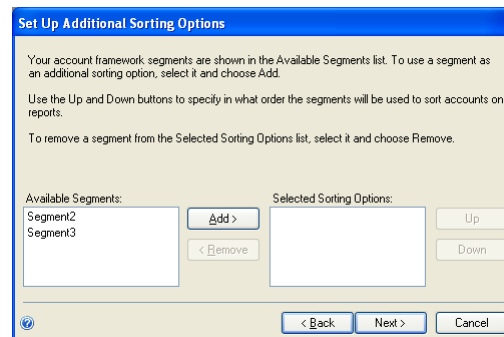 Set Up Additional Sorting Options
Your account framework segments are shown in the Available Segments list. To use a segment as
an additional sorting option, select it and choose Add.
Use the Up and Down buttons to specify in what order the segments will be used to sort accounts on
reports.
To remove a segment from the Selected Sorting Options list, select it and choose Remove.
Available Segments:
Selected Sorting Options:
Segment2
Segment3
Add >
< Remove
Up
Down
?
< Back
Next >
Cancel